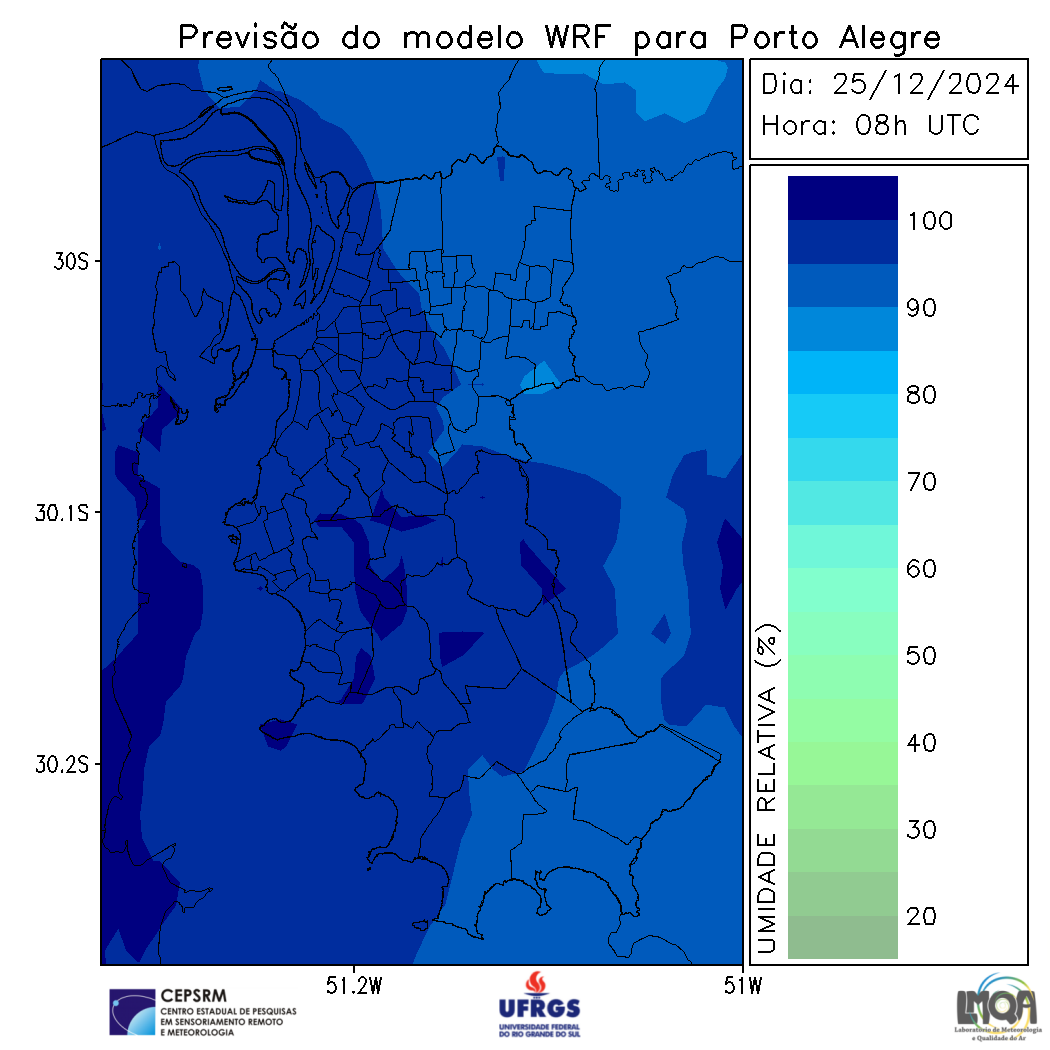 Previsão do modelo WRF para Porto Alegre
Dia: 25/12/2024
Hora: 08h UTC
30S
30.1S
30.2S
51.2W
51W
UMIDADE RELATIVA (%)
100
90
80
70
60
50
40
30
20
CEPSRM
CENTRO ESTADUAL DE PESQUISAS
EM SENSORIAMENTO REMOTO
E METEOROLOGIA
UFRGS
UNIVERSIDADE FEDERAL
DO RIO GRANDE DO SUL
LMQA
Laboratório de Meteorologia
e Qualidade do Ar